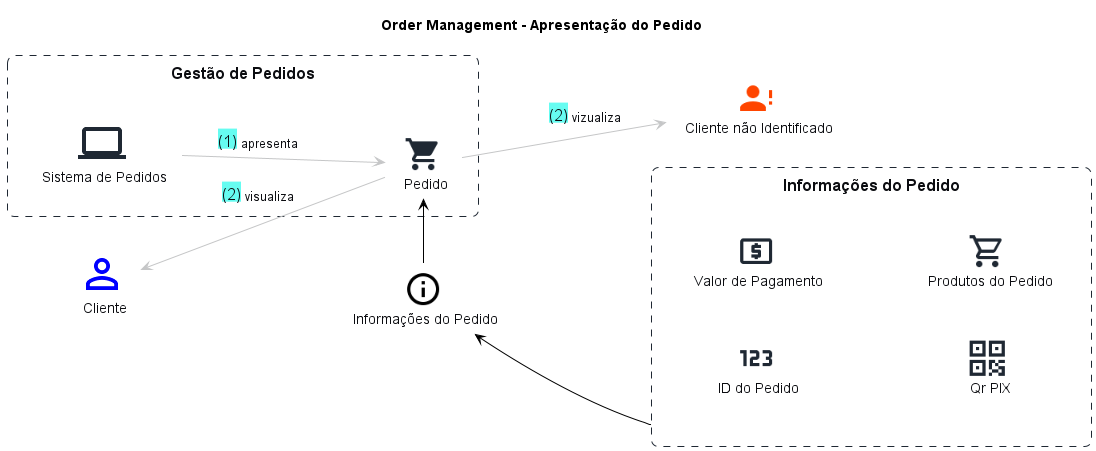 Order Management - Apresentação do Pedido
Gestão de Pedidos
(1) apresenta
Sistema de Pedidos
Pedido
(2) visualiza
(2) vizualiza
Cliente não Identificado
Cliente
Informações do Pedido
Informações do Pedido
Valor de Pagamento
Produtos do Pedido
123
ID do Pedido
Qr PIX